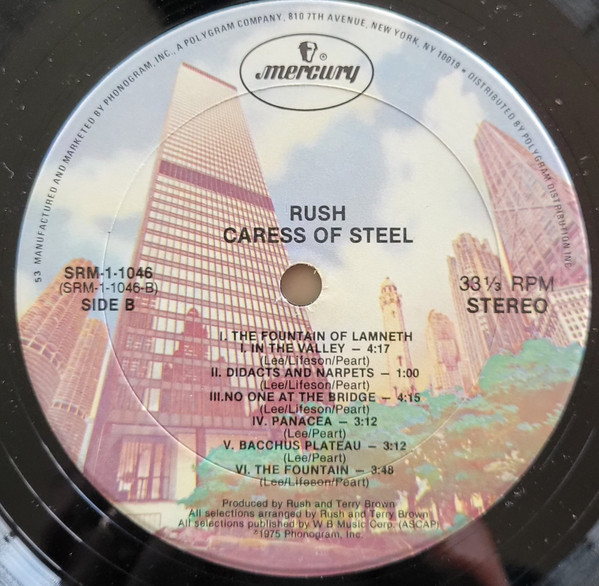 53 MANUFACTURED AND MARKETED BY PHONOGRAM, INC., A POLYGRAM COMPANY, 810 7TH AVENUE, NEW YORK, NY 10019 • DISTRIBUTED BY POLYGRAM DISTRIBUTION INC.
®
mercury
RUSH
CARESS OF STEEL
SRM-1-1046
(SRM-1-1046-B)
SIDE B
33⅓ RPM
STEREO
I. THE FOUNTAIN OF LAMNETH
I. IN THE VALLEY – 4:17
(Lee/Lifeson/Peart)
II. DIDACTS AND NARPETS – 1:00
(Lee/Lifeson/Peart)
III.NO ONE AT THE BRIDGE – 4:15
(Lee/Lifeson/Peart)
IV. PANACEA – 3:12
(Lee/Peart)
V. BACCHUS PLATEAU – 3:12
(Lee/Peart)
VI. THE FOUNTAIN – 3:48
(Lee/Lifeson/Peart)
Produced by Rush and Terry Brown
All selections arranged by Rush and Terry Brown
All selections published by W B Music Corp. (ASCAP)
℗1975 Phonogram, Inc.